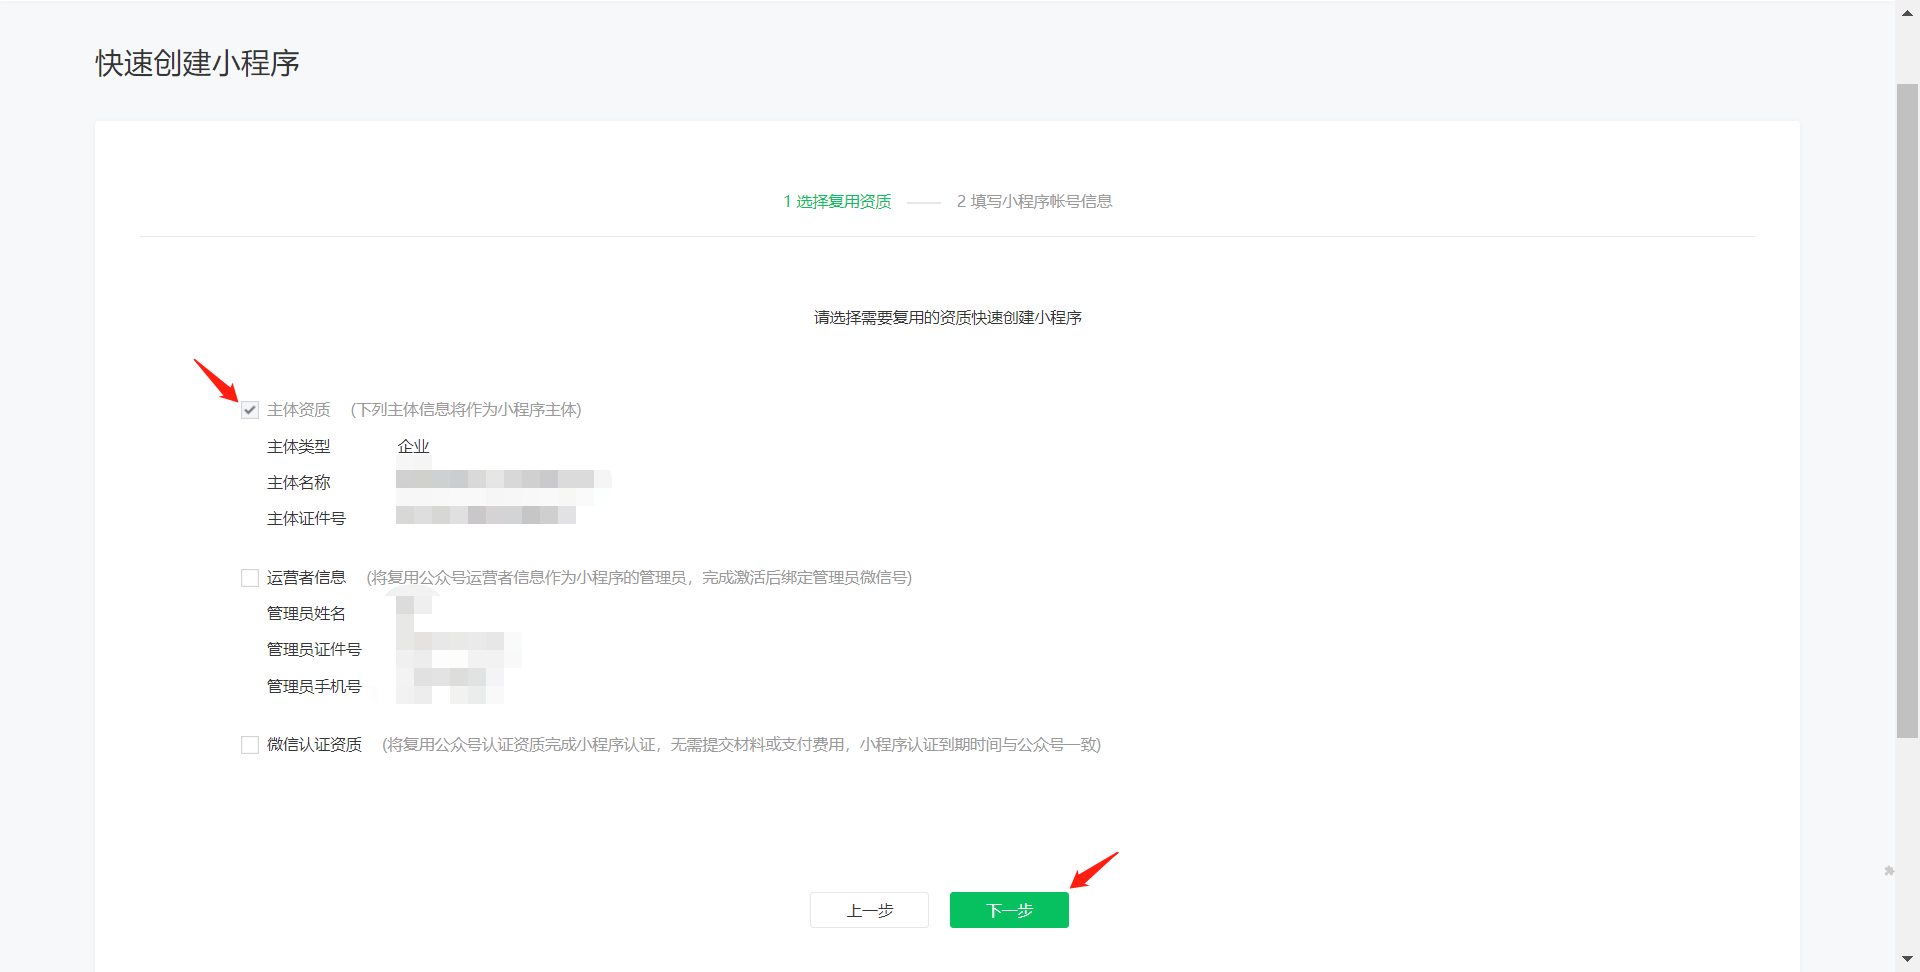 快速创建小程序
1 选择复用资质 2 填写小程序帐号信息
请选择需要复用的资质快速创建小程序
主体资质 (下列主体信息将作为小程序主体)
主体类型 企业
主体名称
主体证件号
运营者信息 (将复用公众号运营者信息作为小程序的管理员，完成激活后绑定管理员微信号)
管理员姓名
管理员证件号
管理员手机号
微信认证资质 (将复用公众号认证资质完成小程序认证，无需提交材料或支付费用，小程序认证到期时间与公众号一致)
上一步 下一步